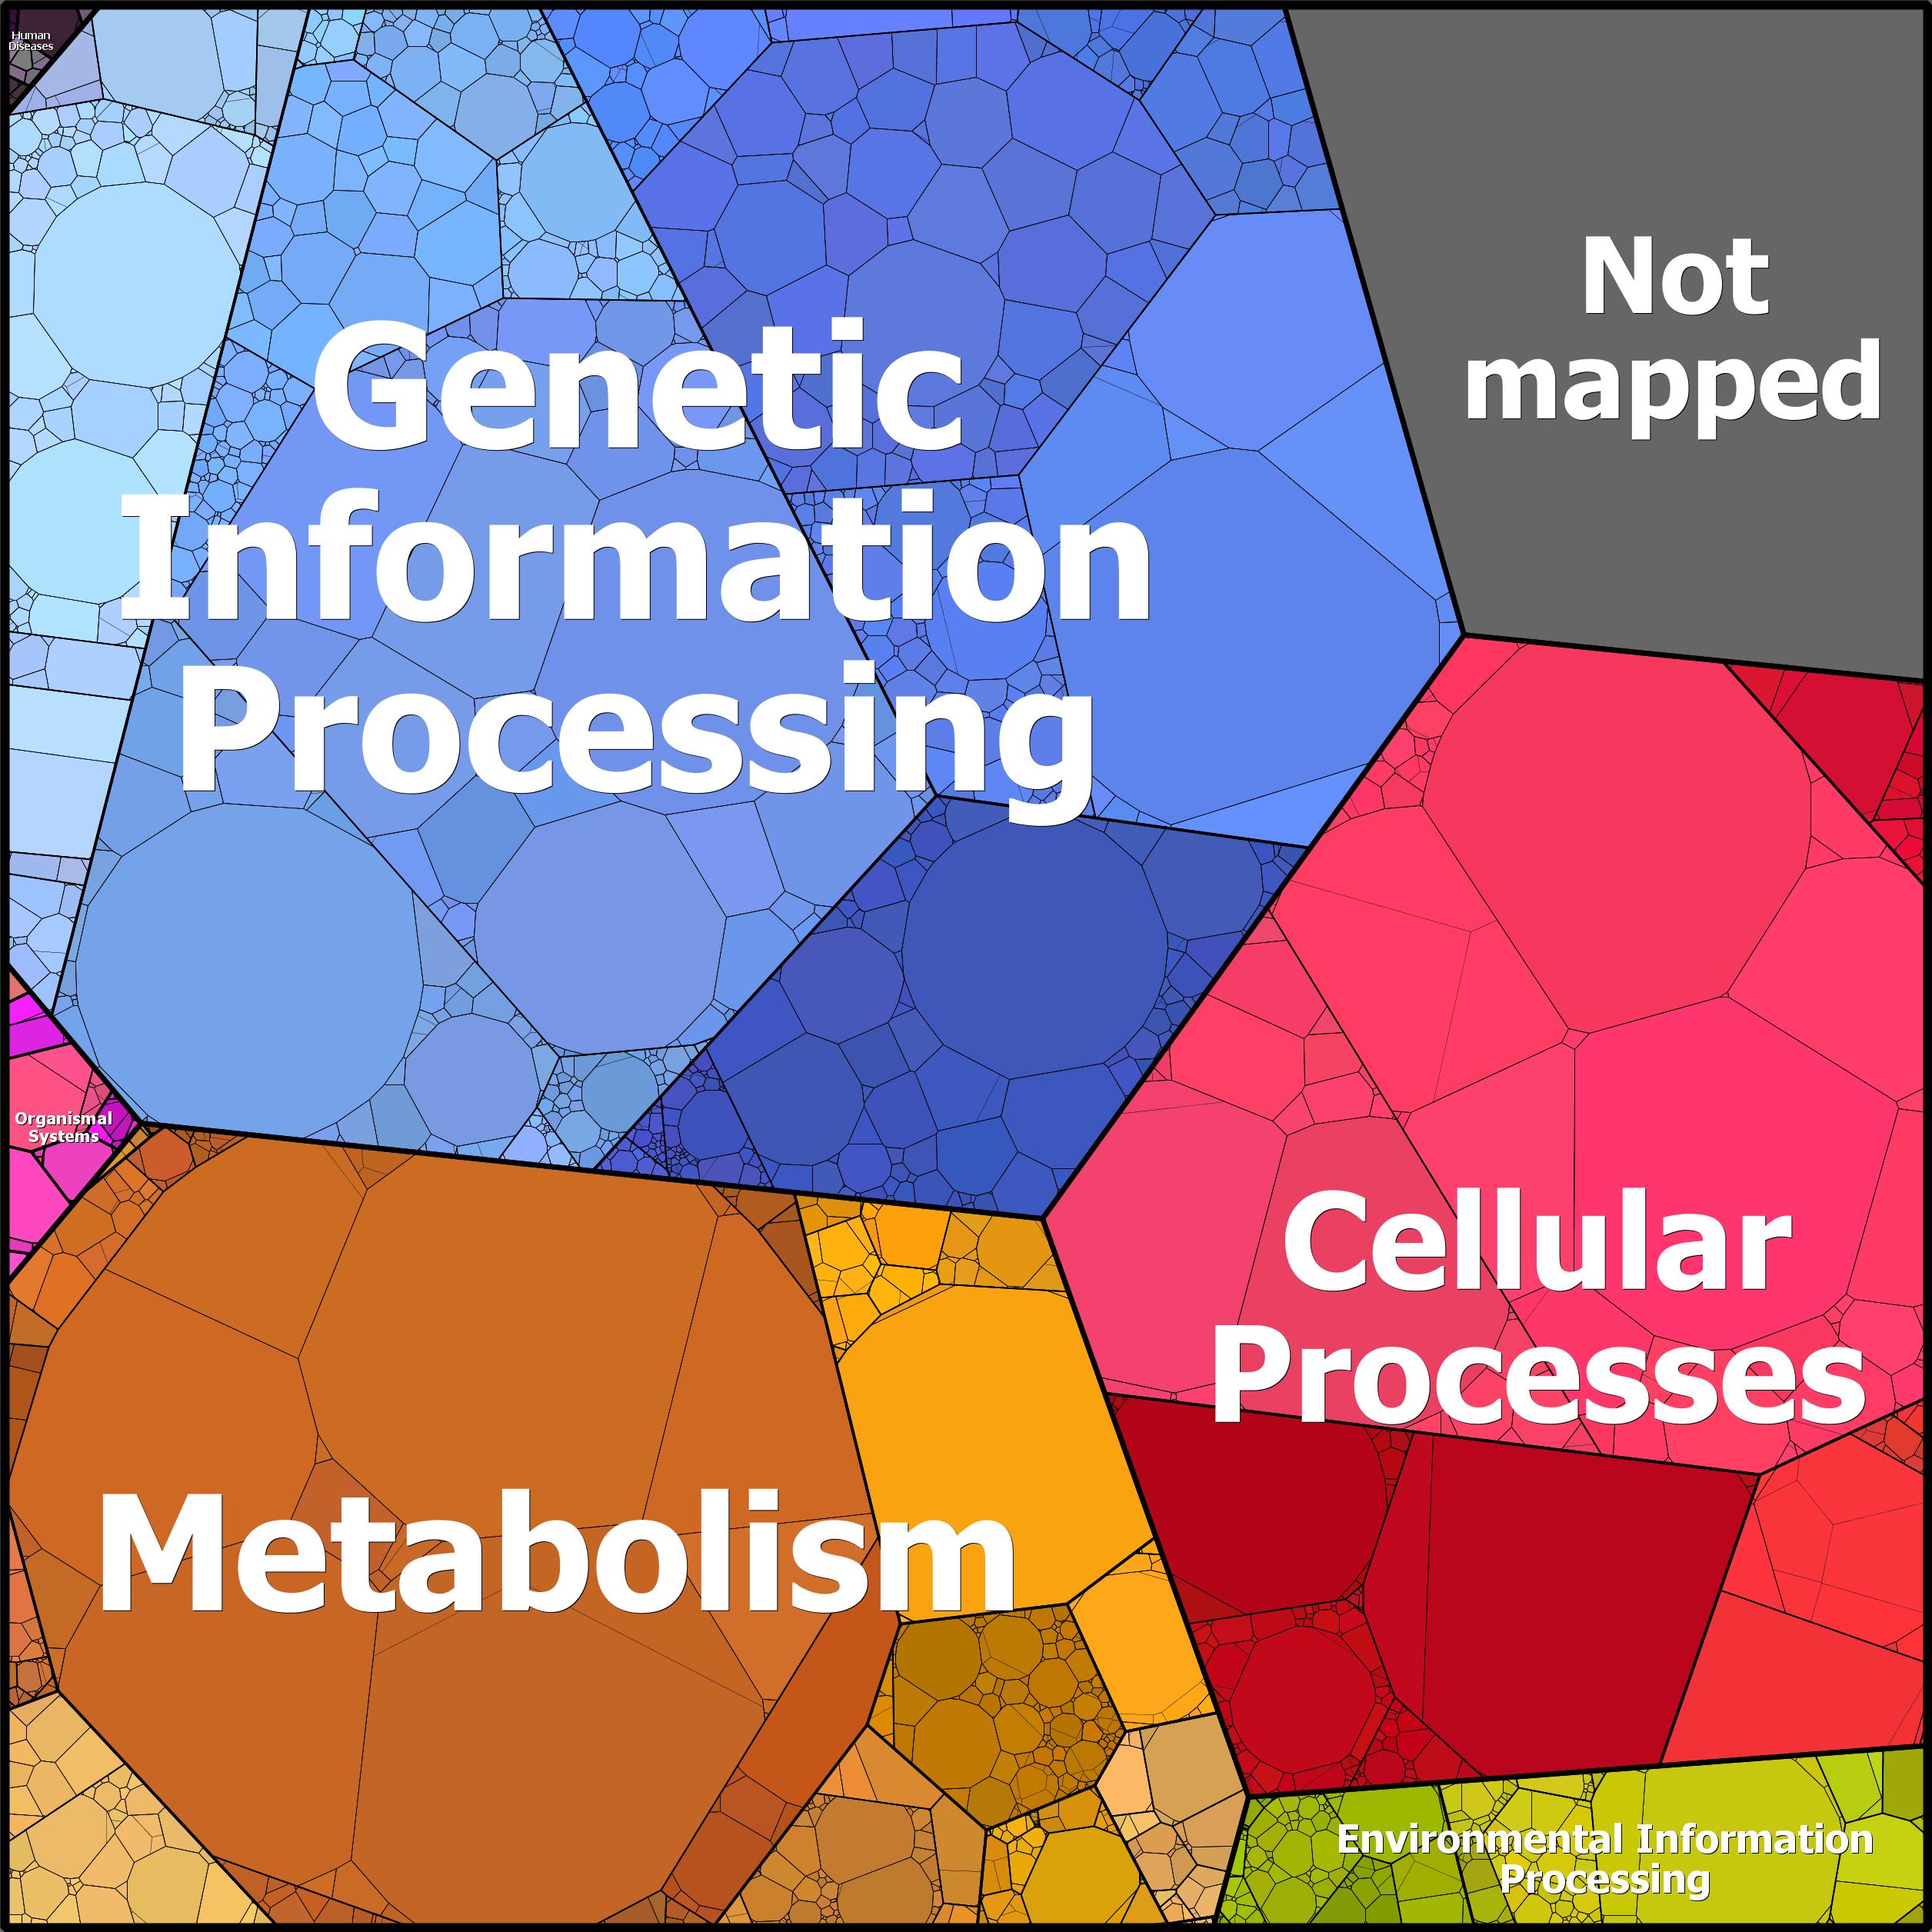 Human
Diseases
Genetic
Information
Processing
Not
mapped
Organismal
Systems
Cellular
Processes
Metabolism
Environmental Information
Processing